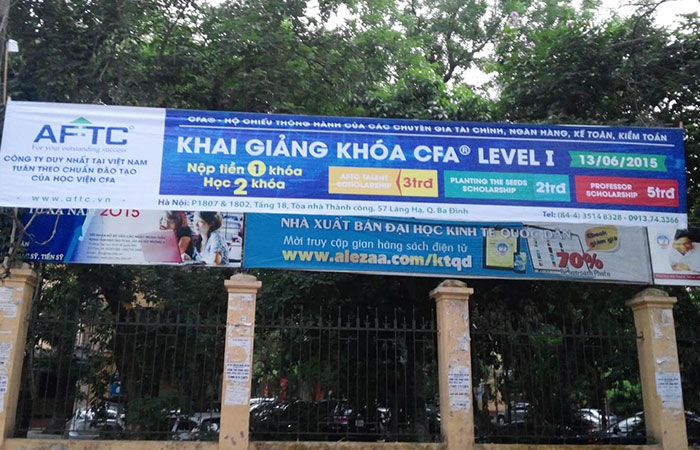 CFA® - HỘ CHIẾU THÔNG HÀNH CỦA CÁC CHUYÊN GIA TÀI CHÍNH, NGÂN HÀNG, KẾ TOÁN, KIỂM TOÁN
AFTC
For your outstanding success
CÔNG TY DUY NHẤT TẠI VIỆT NAM
TUÂN THEO CHUẨN ĐÀO TẠO
CỦA HỌC VIỆN CFA
www.aftc.vn
KHAI GIẢNG KHÓA CFA® LEVEL I
13/06/2015
Nộp tiền 1 khóa
Học 2 khóa
AFTC TALENT SCHOLARSHIP 3trđ
PLANTING THE SEEDS SCHOLARSHIP 2trđ
PROFESSOR SCHOLARSHIP 5trđ
Hà Nội: P1807 & 1802, Tầng 18, Tòa nhà Thành công, 57 Láng Hạ, Q. Ba Đình
Tel: (84-4) 3514 6328 - 0913.74.3366
2015
SỸ, TIẾN SỸ
NHÀ XUẤT BẢN ĐẠI HỌC KINH TẾ QUỐC DÂN
Mời truy cập gian hàng sách điện tử
www.alezaa.com/ktqd
70%